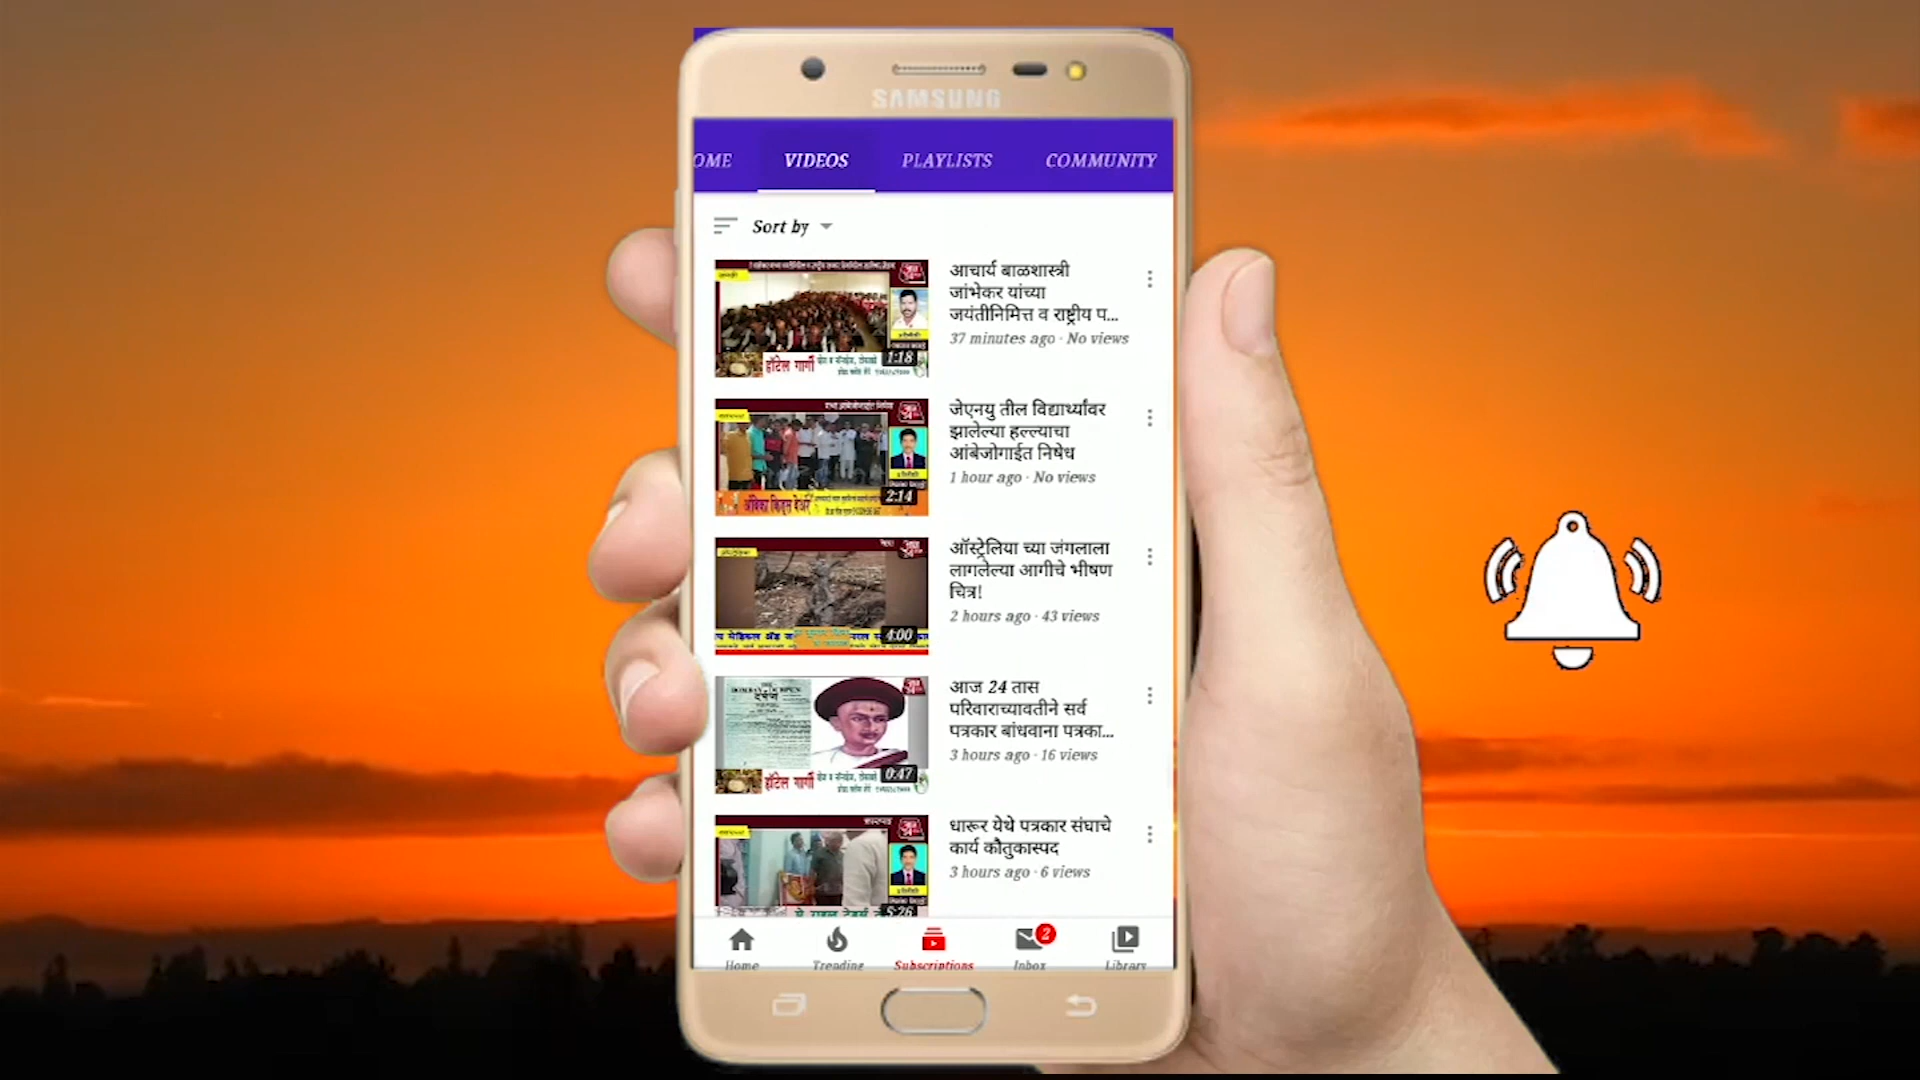 SAMSUNG
OME VIDEOS PLAYLISTS COMMUNITY
Sort by
आचार्य बाळशास्त्री
जांभेकर यांच्या
जयंतीनिमित्त व राष्ट्रीय प...
37 minutes ago · No views
हॉटेल गार्गी
1:18
जेएनयु तील विद्यार्थ्यांवर
झालेल्या हल्ल्याचा
आंबेजोगाईत निषेध
1 hour ago · No views
2:14
ऑस्ट्रेलिया च्या जंगलाला
लागलेल्या आगीचे भीषण
चित्र!
2 hours ago · 43 views
4:00
आज 24 तास
परिवाराच्यावतीने सर्व
पत्रकार बांधवाना पत्रका...
3 hours ago · 16 views
हॉटेल गार्गी
0:47
धारूर येथे पत्रकार संघाचे
कार्य कौतुकास्पद
3 hours ago · 6 views
5:26
2
Home Trending Subscriptions Inbox Library